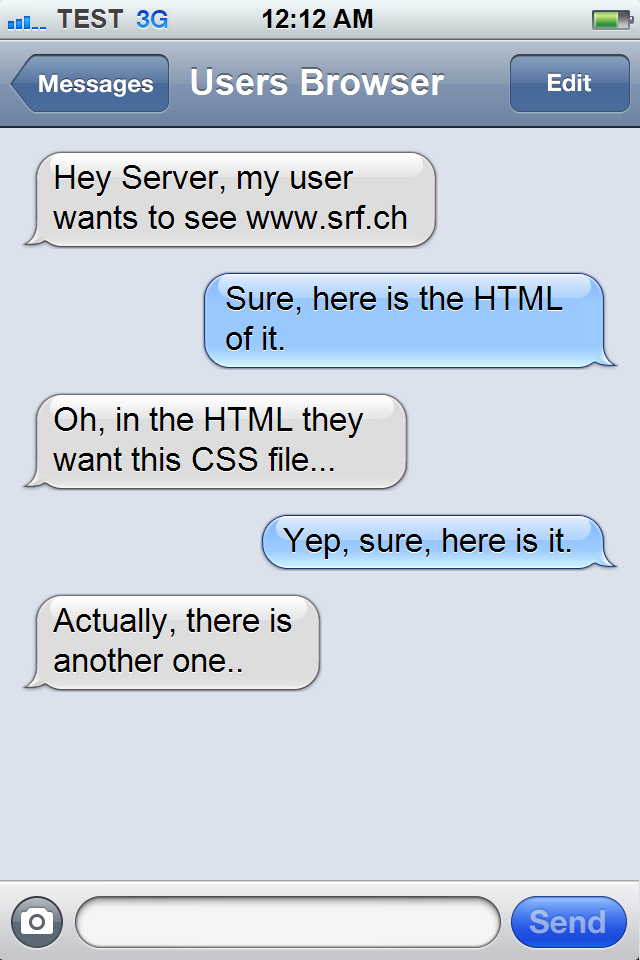 TEST 3G 12:12 AM
Messages Users Browser Edit
Hey Server, my user
wants to see www.srf.ch
Sure, here is the HTML
of it.
Oh, in the HTML they
want this CSS file...
Yep, sure, here is it.
Actually, there is
another one..
Send